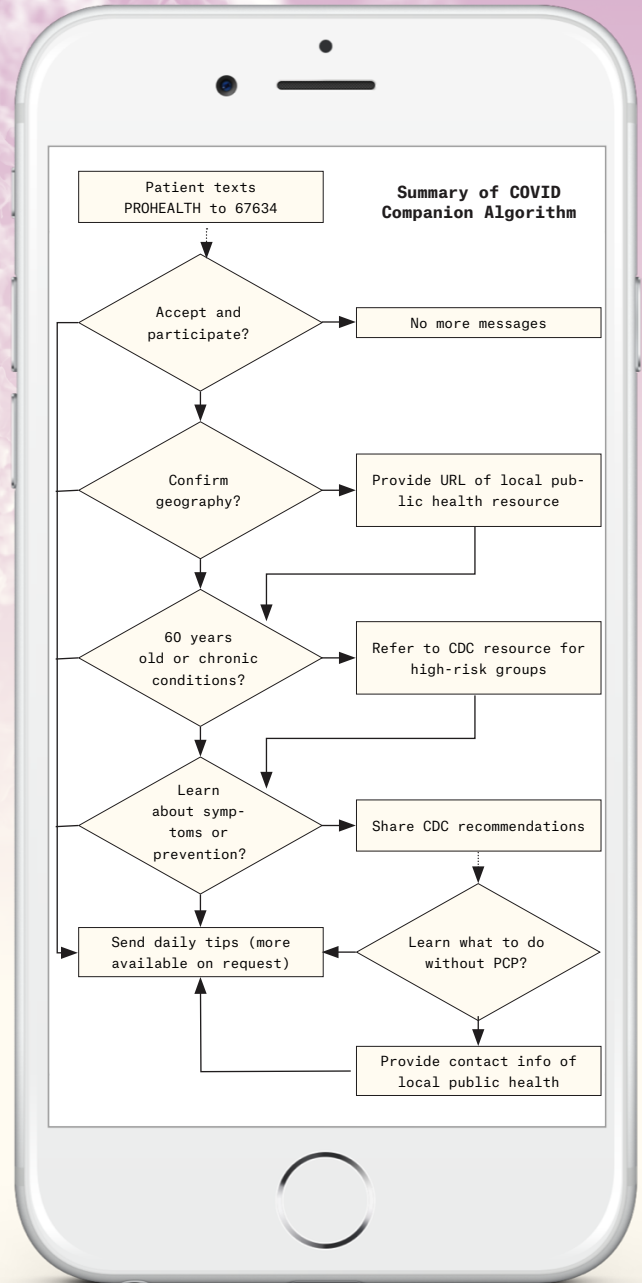 Patient texts
PROHEALTH to 67634
Summary of COVID
Companion Algorithm
Accept and
participate?
No more messages
Confirm
geography?
Provide URL of local pub-
lic health resource
60 years
old or chronic
conditions?
Refer to CDC resource for
high-risk groups
Learn
about symp-
toms or
prevention?
Share CDC recommendations
Send daily tips (more
available on request)
Learn what to do
without PCP?
Provide contact info of
local public health